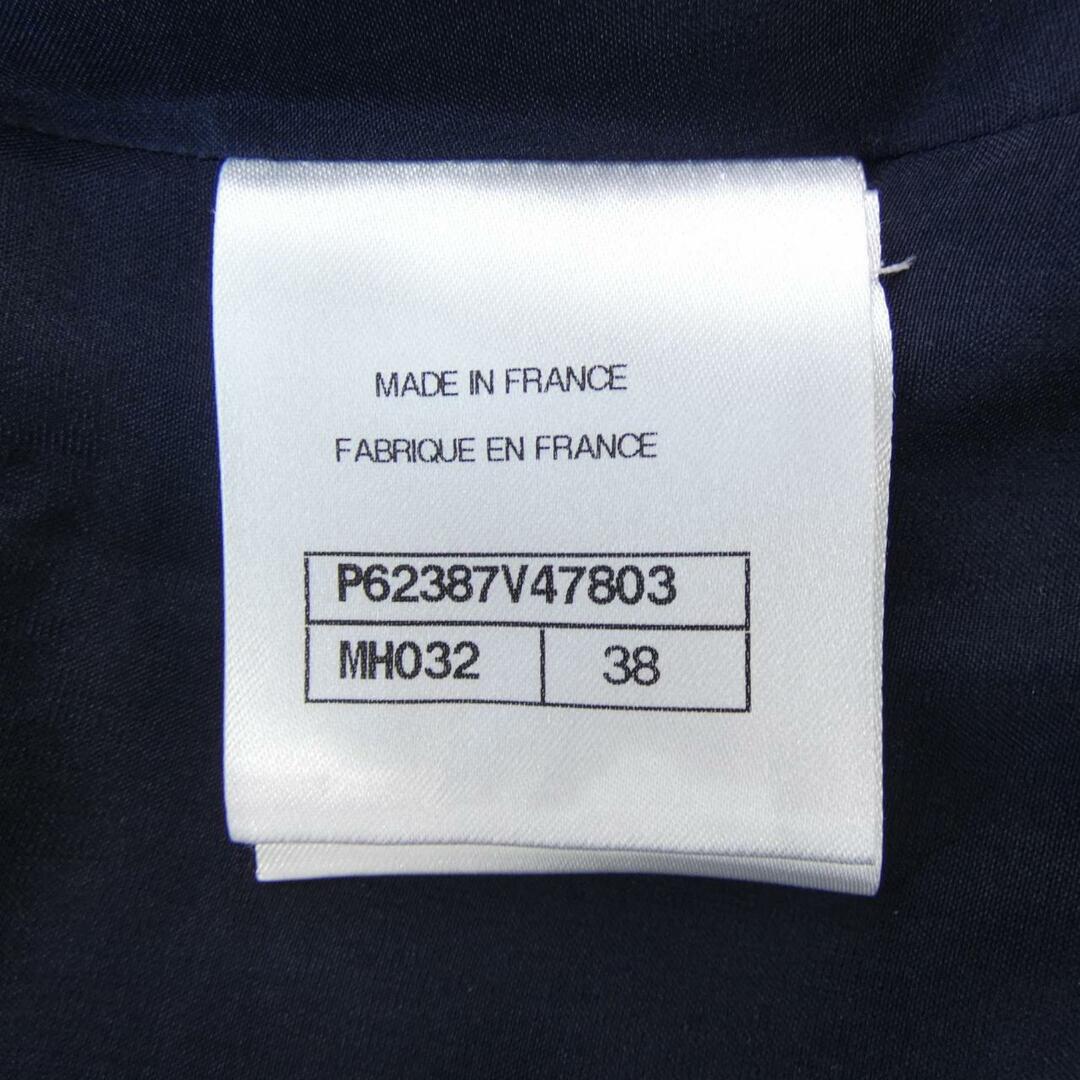 MADE IN FRANCE
FABRIQUE EN FRANCE
P62387V47803
MH032 38